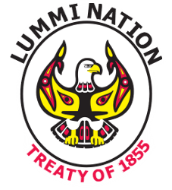 LUMMI NATION
TREATY OF 1855